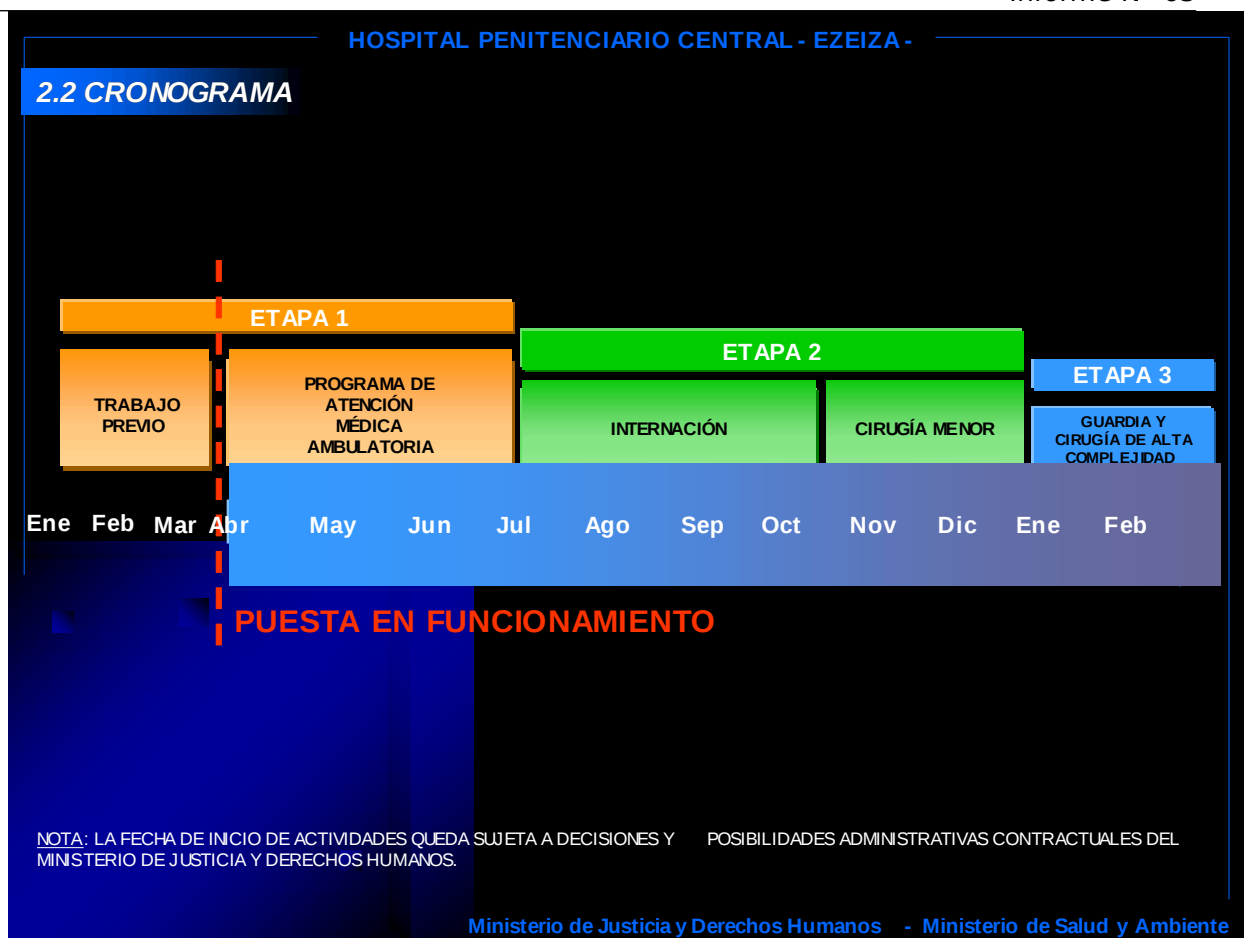 HOSPITAL PENITENCIARIO CENTRAL - EZEIZA -
2.2 CRONOGRAMA
ETAPA 1
ETAPA 2
ETAPA 3
TRABAJO
PREVIO
PROGRAMA DE
ATENCIÓN
MÉDICA
AMBULATORIA
INTERNACIÓN
CIRUGÍA MENOR
GUARDIA Y
CIRUGÍA DE ALTA
COMPLEJIDAD
Ene Feb Mar Abr May Jun Jul Ago Sep Oct Nov Dic Ene Feb
PUESTA EN FUNCIONAMIENTO
NOTA: LA FECHA DE INICIO DE ACTIVIDADES QUEDA SUJETA A DECISIONES Y POSIBILIDADES ADMINISTRATIVAS CONTRACTUALES DEL
MINISTERIO DE JUSTICIA Y DERECHOS HUMANOS.
Ministerio de Justicia y Derechos Humanos - Ministerio de Salud y Ambiente